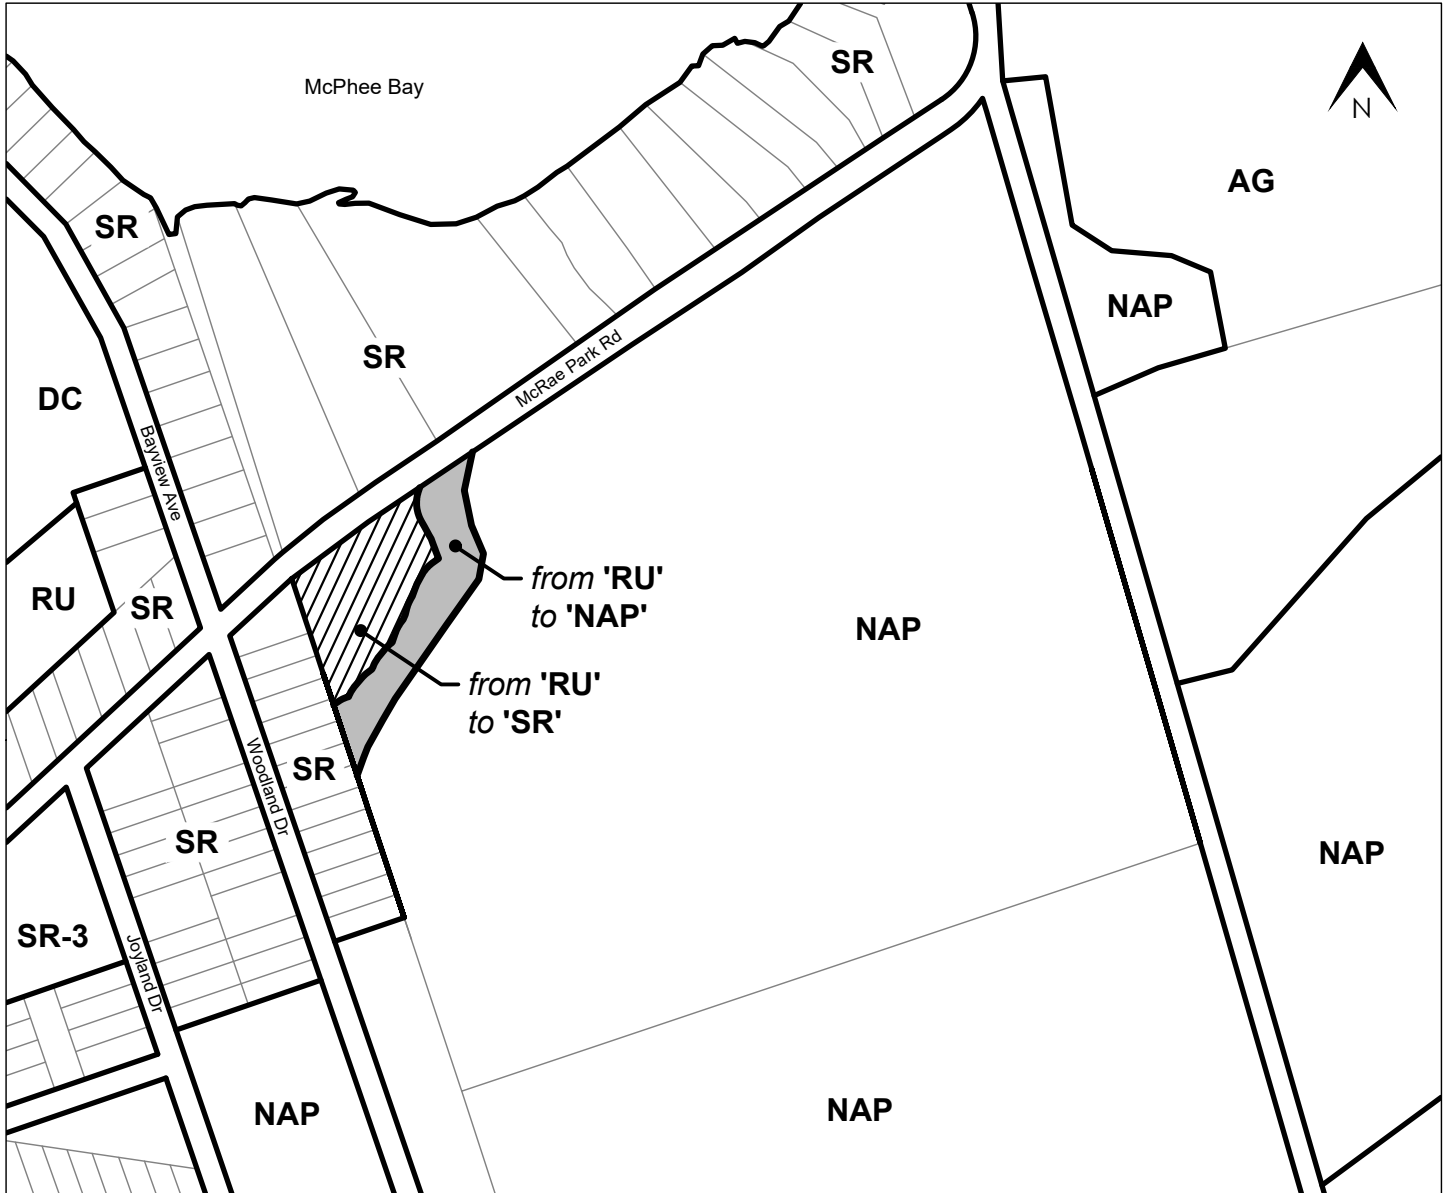 SR
McPhee Bay
N
AG
SR
NAP
SR
McRae Park Rd
DC
Bayview Ave
from 'RU'
to 'NAP'
RU
SR
NAP
from 'RU'
to 'SR'
Woodland Dr
SR
SR
NAP
SR-3
Joyland Dr
NAP
NAP